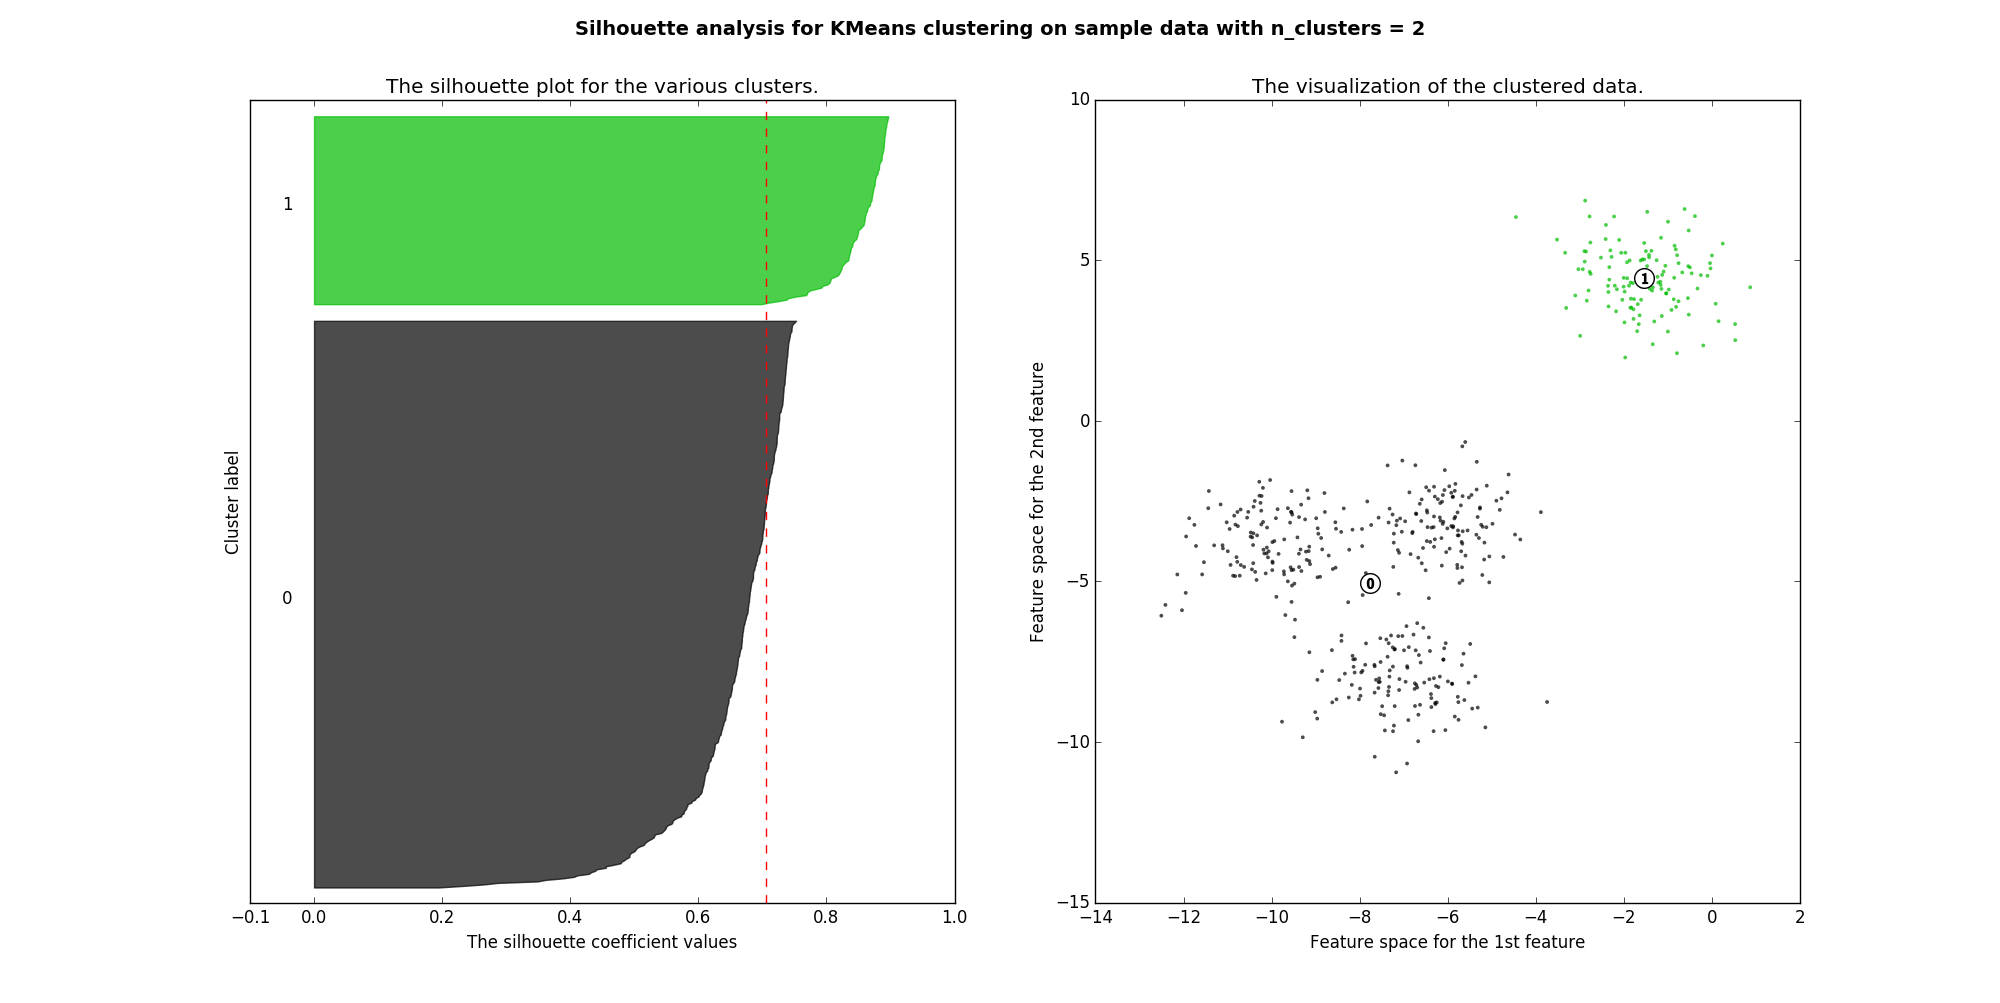 Silhouette analysis for KMeans clustering on sample data with n_clusters = 2
The silhouette plot for the various clusters.
1
0
Cluster label
−0.1 0.0 0.2 0.4 0.6 0.8 1.0
The silhouette coefficient values
The visualization of the clustered data.
10
5
0
−5
−10
−15
Feature space for the 2nd feature
1
0
−14 −12 −10 −8 −6 −4 −2 0 2
Feature space for the 1st feature